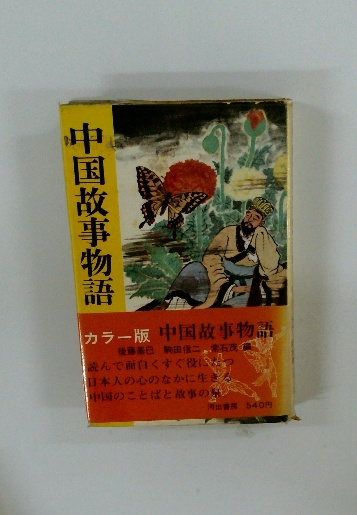 中国故事物語
カラー版 中国故事物語
後藤基巳 駒田信二 常石茂 編
読んで面白くすぐ役にたつ
日本人の心のなかに生きる
中国のことばと故事の
河出書房 540円